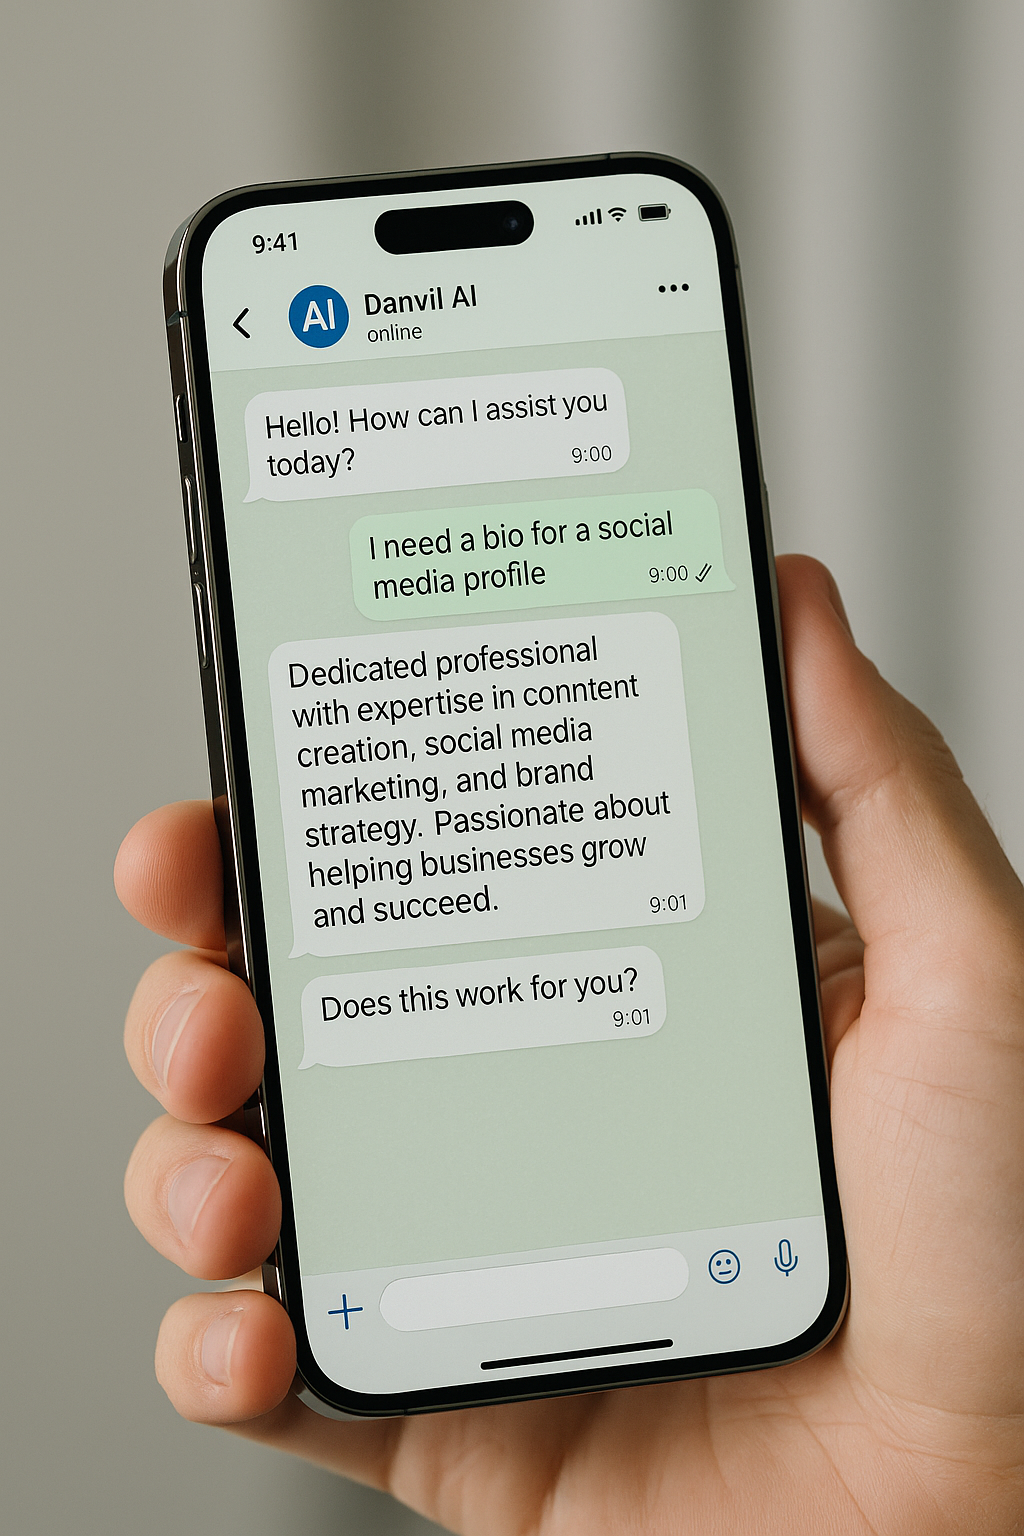 9:41
AI
Danvil AI
online
Hello! How can I assist you
today?
9:00
I need a bio for a social
media profile
9:00
Dedicated professional
with expertise in conntent
creation, social media
marketing, and brand
strategy. Passionate about
helping businesses grow
and succeed.
9:01
Does this work for you?
9:01